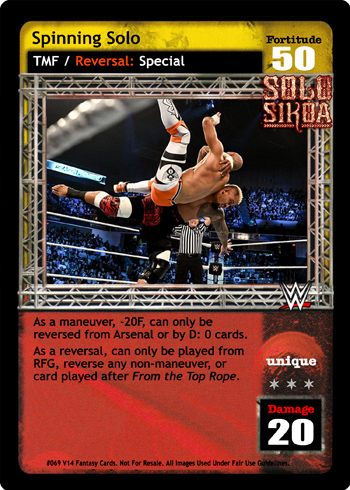 Spinning Solo
Fortitude
50
TMF / Reversal: Special
SOLO
SIKOA
As a maneuver, -20F, can only be
reversed from Arsenal or by D: 0 cards.
As a reversal, can only be played from
RFG, reverse any non-maneuver, or
card played after From the Top Rope.
unique
Damage
20
#069 V14 Fantasy Cards. Not For Resale. All Images Used Under Fair Use Guidelines.